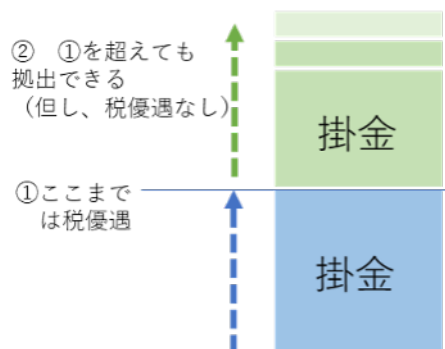 ② ①を超えても
拠出できる
（但し、税優遇なし）
掛金
①ここまで
は税優遇
掛金